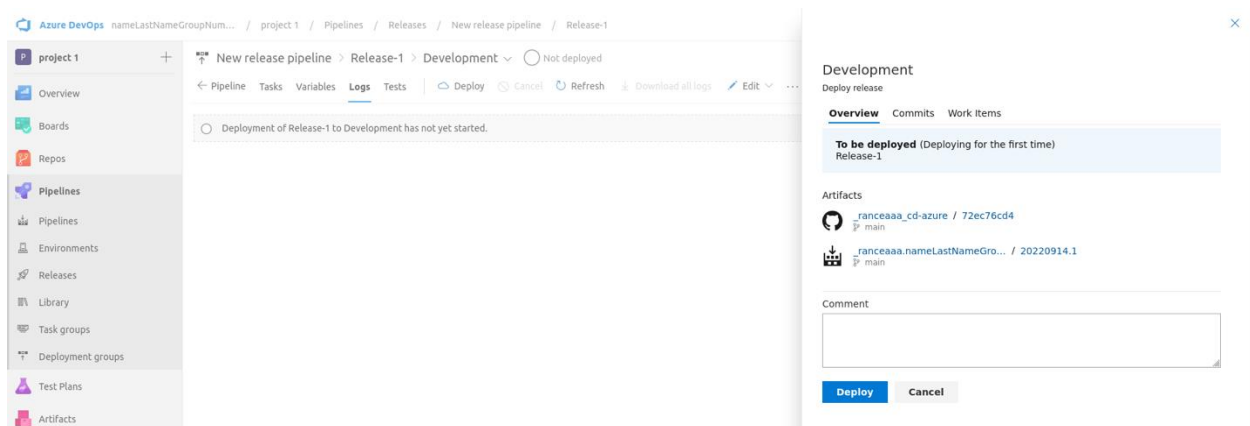 Azure DevOps nameLastNameGroupNum... / project 1 / Pipelines / Releases / New release pipeline / Release-1
P project 1
New release pipeline > Release-1 > Development Not deployed
← Pipeline Tasks Variables Logs Tests Deploy Cancel Refresh Download all logs Edit ...
Overview
Boards
Repos
Pipelines
Pipelines
Environments
Releases
Library
Task groups
Deployment groups
Test Plans
Artifacts
Deployment of Release-1 to Development has not yet started.
Development
Deploy release
Overview Commits Work Items
To be deployed (Deploying for the first time)
Release-1
Artifacts
_ranceaaa_cd-azure / 72ec76cd4
main
_ranceaaa.nameLastNameGro... / 20220914.1
main
Comment
Deploy Cancel